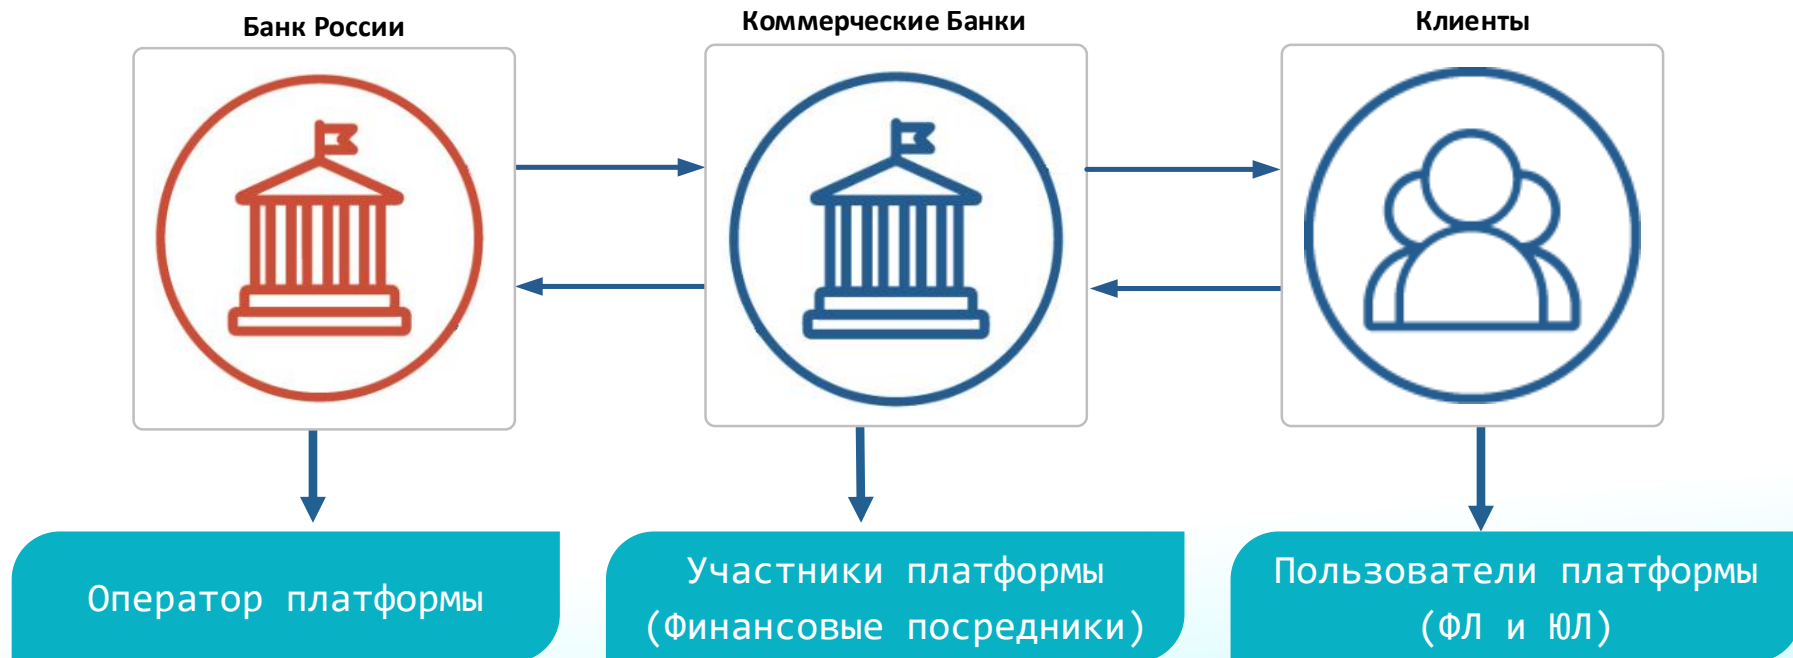 Банк России
Коммерческие Банки
Клиенты
Оператор платформы
Участники платформы
(Финансовые посредники)
Пользователи платформы
(ФЛ и ЮЛ)